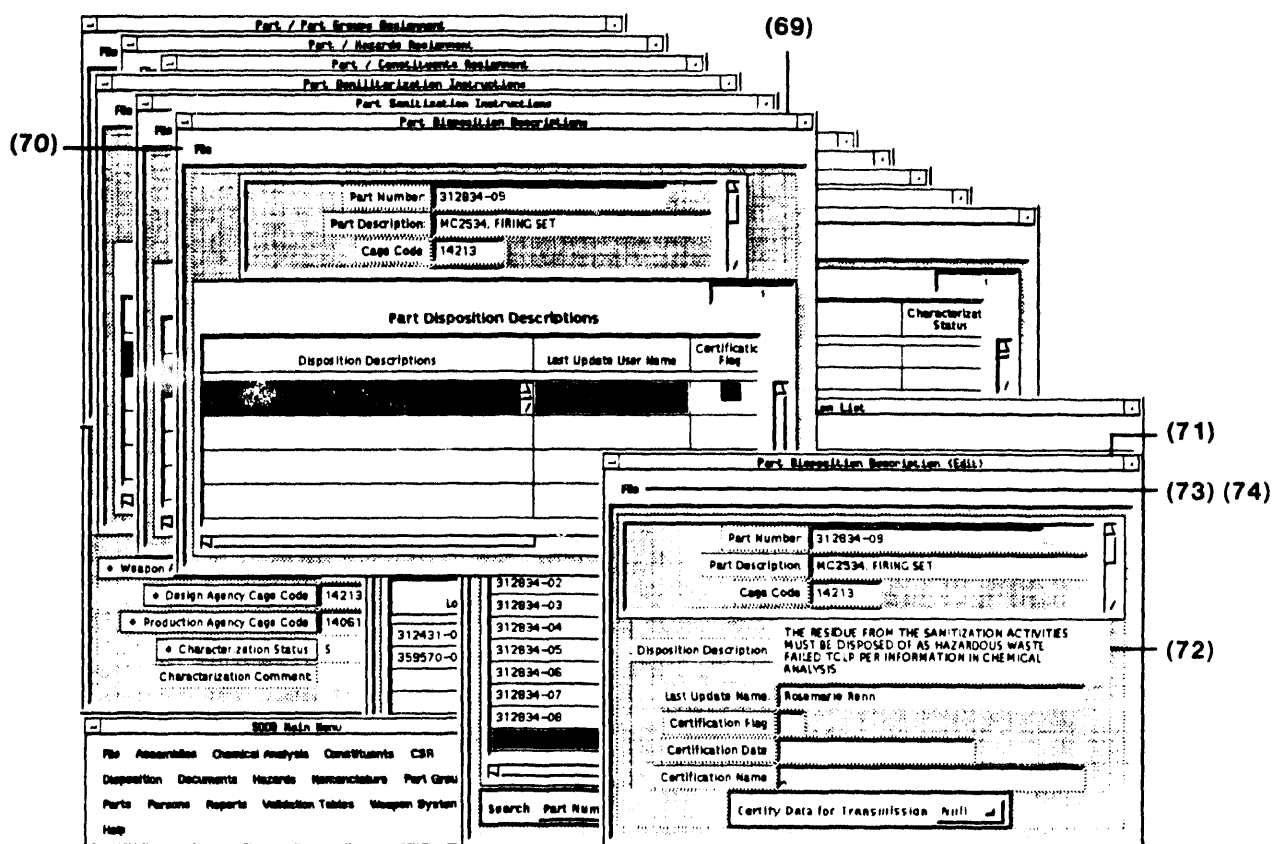 Part / Part Groups Assignment
(69)
Part / Hazards Assignment
File
Part / Constituents Assignment
Part Demilitarization Instructions
File
Part Sanitization Instructions
File
Part Disposition Descriptions
(70)
File
Part Number 312834-09
Part Description MC2534, FIRING SET
Cage Code 14213
Part Disposition Descriptions
Characterizat
Status
Disposition Descriptions
Last Update User Name
Certificatic
Flag
on List
(71)
Part Disposition Description (Edit)
File
(73) (74)
Part Number 312834-09
Part Description MC2534, FIRING SET
Cage Code 14213
THE RESIDUE FROM THE SANITIZATION ACTIVITIES
MUST BE DISPOSED OF AS HAZARDOUS WASTE
Disposition Description
FAILED TCLP PER INFORMATION IN CHEMICAL
ANALYSIS
(72)
Last Update Name Rosemarie Renn
Certification Flag
Certification Date
Certification Name
Certify Data for Transmission Null
Weapon
Design Agency Cage Code 14213
Production Agency Cage Code 14061
Characterization Status S
Characterization Comment
Lo
312431-0
359570-0
312834-02
312834-03
312834-04
312834-05
312834-06
312834-07
312834-08
Search Part Num
Main Menu
File Assemblies Chemical Analysis Constituents CSR
Disposition Documents Hazards Nomenclature Part Grou
Parts Persons Reports Validation Tables Weapon System
Help